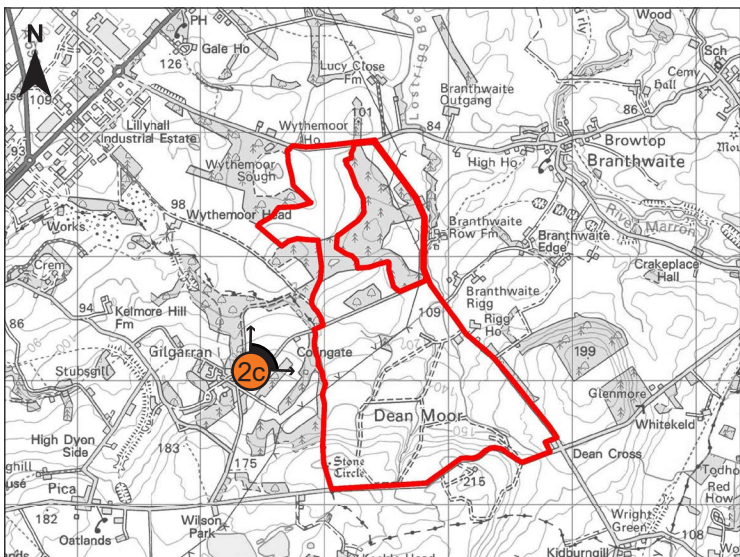 PH
Gale Ho
126
Wood
Sch
N
Lucy Close
Fm
Cemy
Hall
86
109
Lostrigg Be
Branthwaite
Outgang
Lillyhall
Industrial Estate
101
Wythemoor
Ho
84
Browtop
93
High Ho
Branthwaite
Wythemoor
Sough
98
Wythemoor Head
Works
Branthwaite
Row Fm
River Marron
Branthwaite
Edge
Crem
Crakeplace
Hall
94
Kelmore Hill
Fm
Branthwaite
Rigg
109
86
Rigg
Ho
Gilgarran
Colingate
199
2c
Stubsgill
Glenmore
Dean Moor
Whitekeld
High Dyon
Side
183
150
Dean Cross
175
Stone
Circle
215
Pica
182
Wilson
Park
Oatlands
Wright
Green
Red
How
108
Kidburngill